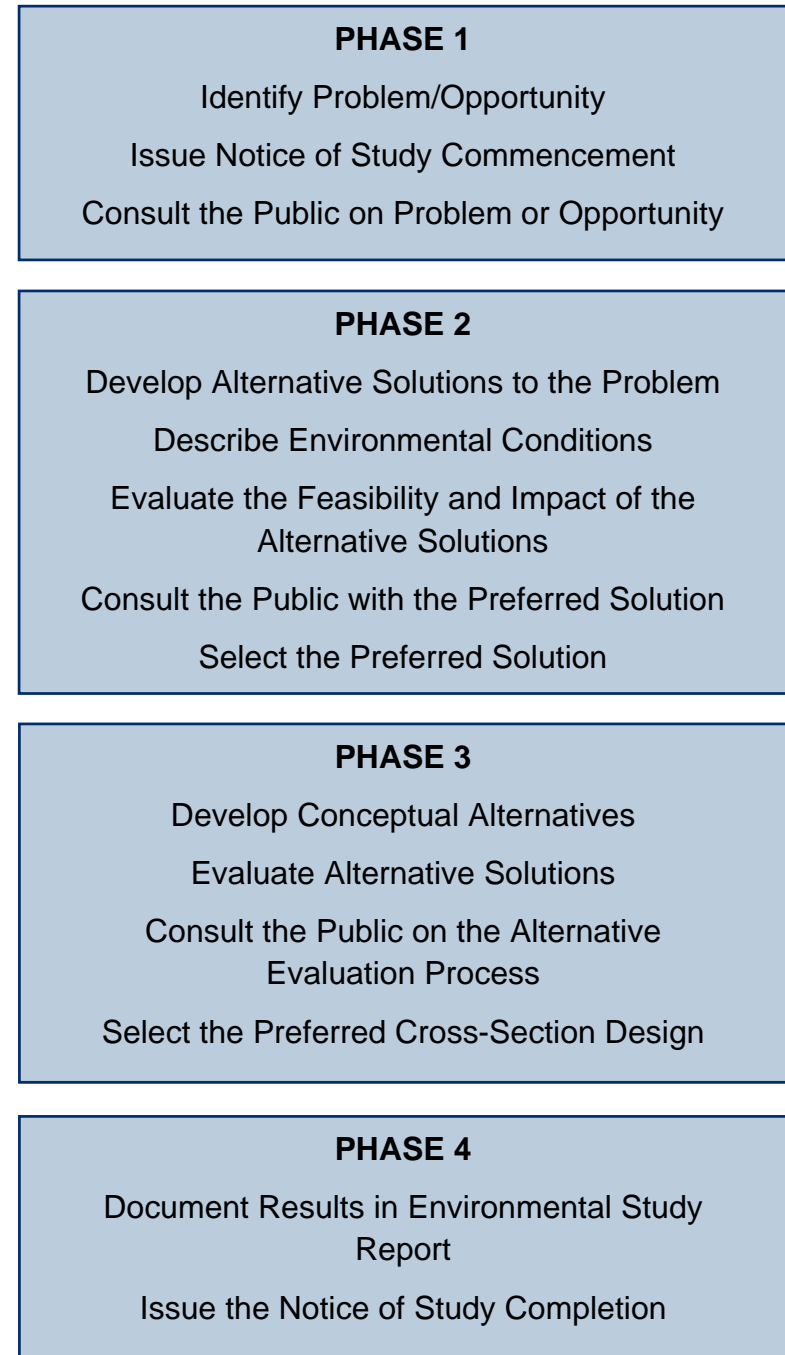 PHASE 1
Identify Problem/Opportunity
Issue Notice of Study Commencement
Consult the Public on Problem or Opportunity
PHASE 2
Develop Alternative Solutions to the Problem
Describe Environmental Conditions
Evaluate the Feasibility and Impact of the
Alternative Solutions
Consult the Public with the Preferred Solution
Select the Preferred Solution
PHASE 3
Develop Conceptual Alternatives
Evaluate Alternative Solutions
Consult the Public on the Alternative
Evaluation Process
Select the Preferred Cross-Section Design
PHASE 4
Document Results in Environmental Study
Report
Issue the Notice of Study Completion